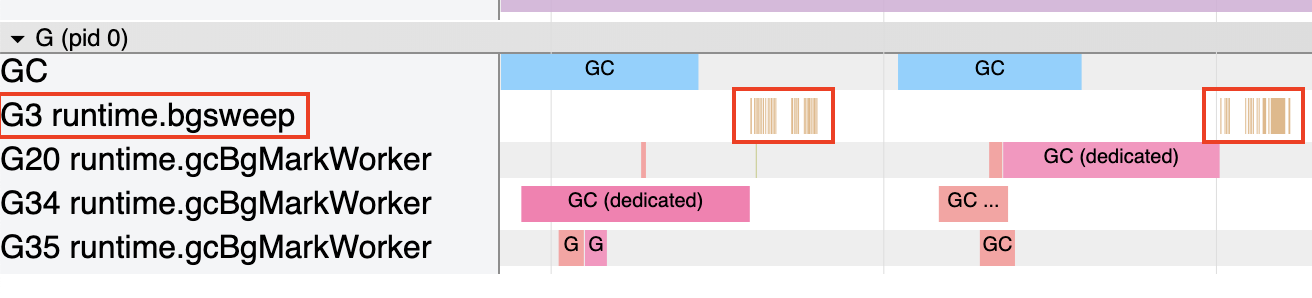 G (pid 0)
GC GC GC
G3 runtime.bgsweep
G20 runtime.gcBgMarkWorker GC (dedicated)
G34 runtime.gcBgMarkWorker GC (dedicated) GC ...
G35 runtime.gcBgMarkWorker G G GC